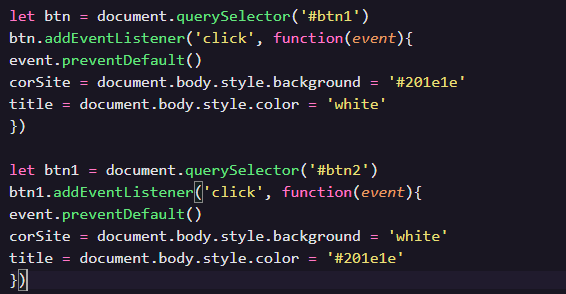 let btn = document.querySelector('#btn1')
btn.addEventListener('click', function(event){
event.preventDefault()
corSite = document.body.style.background = '#201e1e'
title = document.body.style.color = 'white'
})

let btn1 = document.querySelector('#btn2')
btn1.addEventListener('click', function(event){
event.preventDefault()
corSite = document.body.style.background = 'white'
title = document.body.style.color = '#201e1e'
})